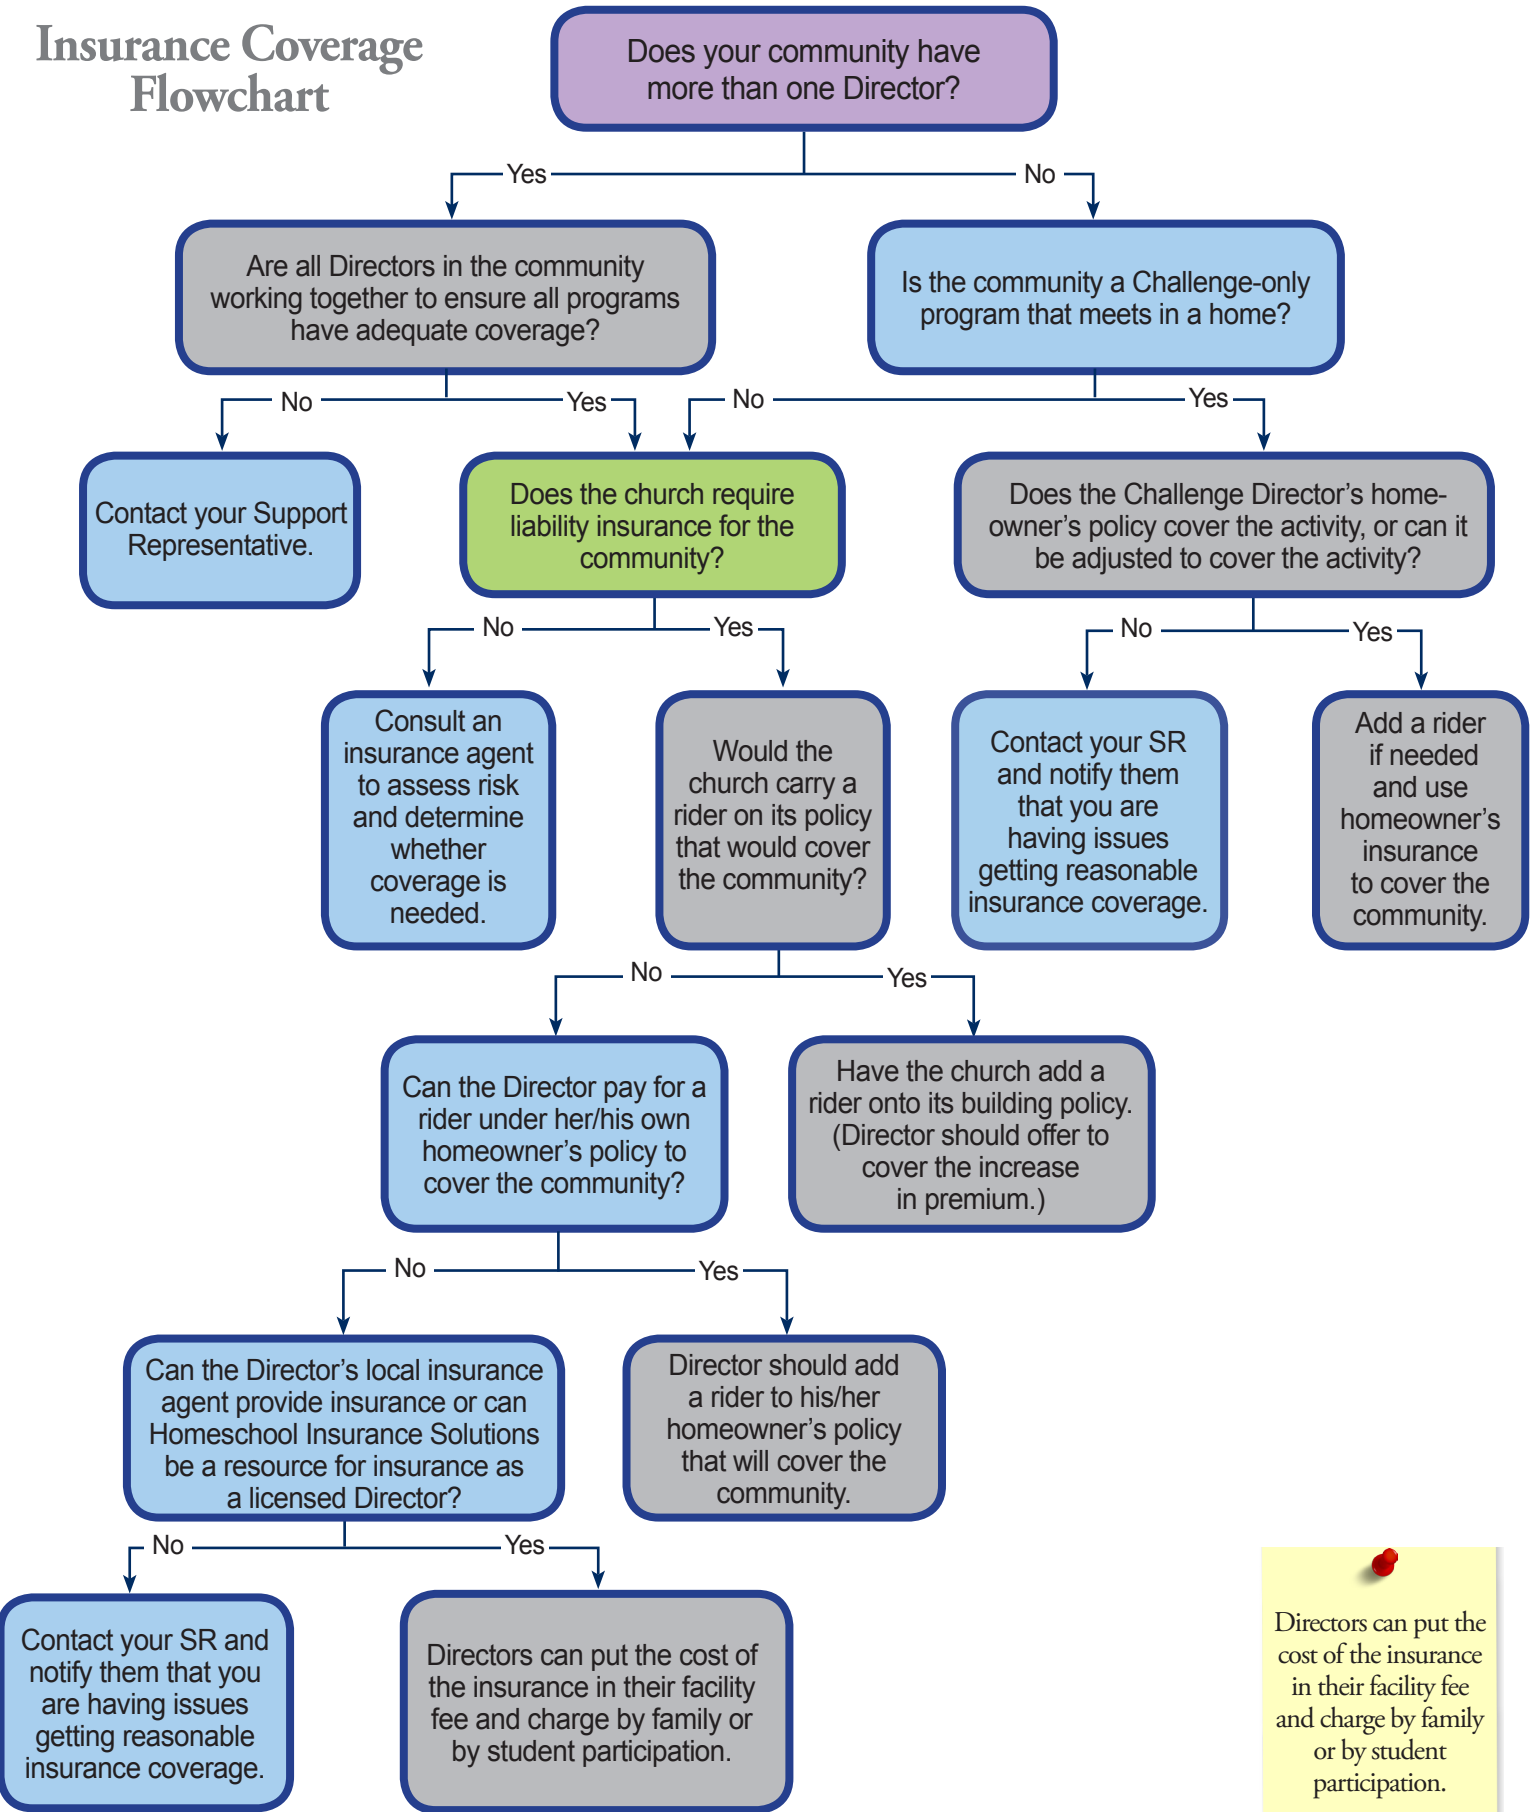 Insurance Coverage
Flowchart
Does your community have
more than one Director?
Yes
No
Are all Directors in the community
working together to ensure all programs
have adequate coverage?
Is the community a Challenge-only
program that meets in a home?
No
Yes
No
Yes
Contact your Support
Representative.
Does the church require
liability insurance for the
community?
Does the Challenge Director’s home-
owner’s policy cover the activity, or can it
be adjusted to cover the activity?
No
Yes
No
Yes
Consult an
insurance agent
to assess risk
and determine
whether
coverage is
needed.
Would the
church carry a
rider on its policy
that would cover
the community?
Contact your SR
and notify them
that you are
having issues
getting reasonable
insurance coverage.
Add a rider
if needed
and use
homeowner’s
insurance
to cover the
community.
No
Yes
Can the Director pay for a
rider under her/his own
homeowner’s policy to
cover the community?
Have the church add a
rider onto its building policy.
(Director should offer to
cover the increase
in premium.)
No
Yes
Can the Director’s local insurance
agent provide insurance or can
Homeschool Insurance Solutions
be a resource for insurance as
a licensed Director?
Director should add
a rider to his/her
homeowner’s policy
that will cover the
community.
No
Yes
Contact your SR and
notify them that you
are having issues
getting reasonable
insurance coverage.
Directors can put the cost of
the insurance in their facility
fee and charge by family or
by student participation.
Directors can put the
cost of the insurance
in their facility fee
and charge by family
or by student
participation.